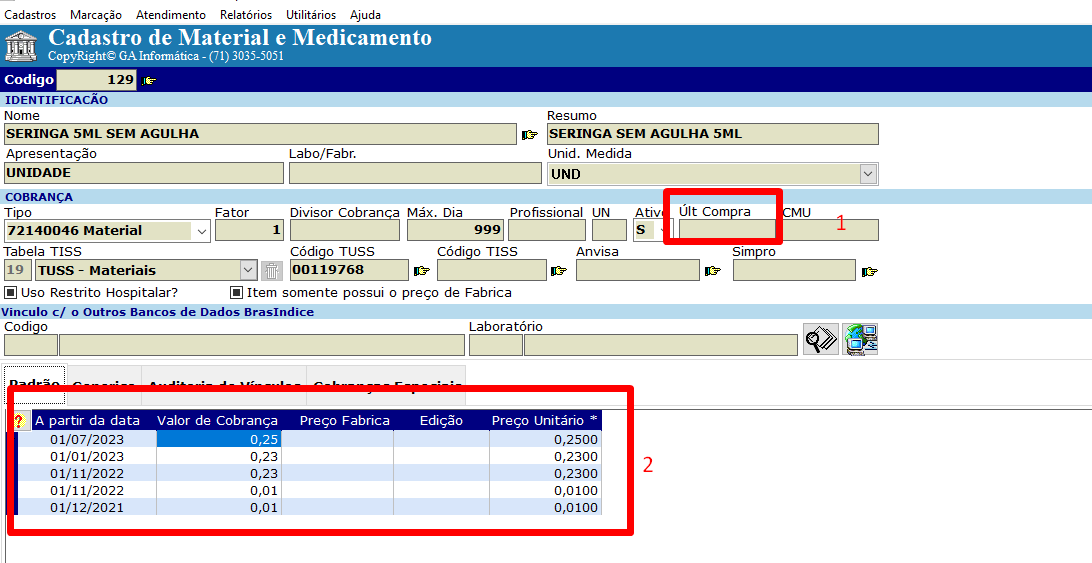 Cadastros Marcação Atendimento Relatórios Utilitários Ajuda
Cadastro de Material e Medicamento
CopyRight© GA Informática - (71) 3035-5051
Codigo 129
IDENTIFICACÃO
Nome Resumo
SERINGA 5ML SEM AGULHA SERINGA SEM AGULHA 5ML
Apresentação Labo/Fabr. Unid. Medida
UNIDADE UND
COBRANÇA
Tipo Fator Divisor Cobrança Máx. Dia Profissional UN Ativo Últ Compra CMU
72140046 Material 1 999 S 1
Tabela TISS Código TUSS Código TISS Anvisa Simpro
19 TUSS - Materiais 00119768
Uso Restrito Hospitalar? Item somente possui o preço de Fabrica
Vinculo c/ o Outros Bancos de Dados BrasIndice
Codigo Laboratório
Padrão Generico Auditoria de Vínculos Cobranças Especiais
? A partir da data Valor de Cobrança Preço Fabrica Edição Preço Unitário *
01/07/2023 0,25 0,2500
01/01/2023 0,23 0,2300
01/11/2022 0,23 0,2300
01/11/2022 0,01 0,0100
01/12/2021 0,01 0,0100
2